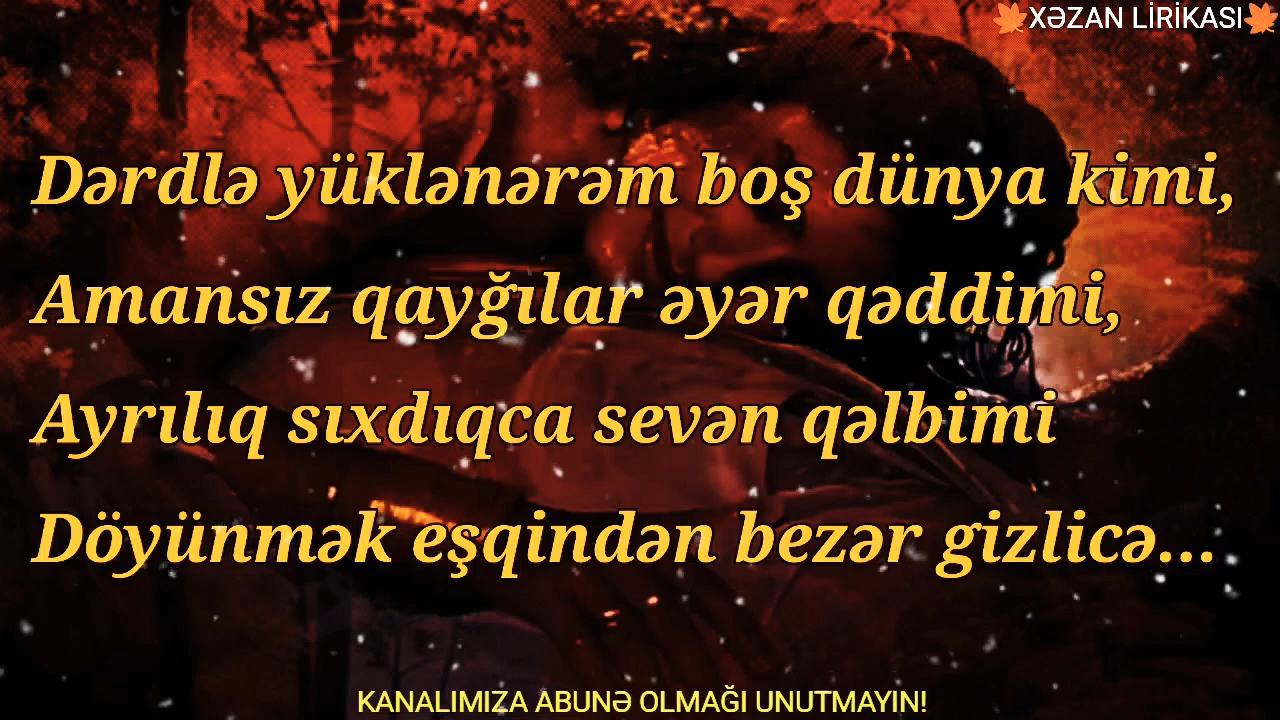 🍁XƏZAN LİRİKASI🍁
Dərdlə yüklənərəm boş dünya kimi,
Amansız qayğılar əyər qəddimi,
Ayrılıq sıxdıqca sevən qəlbimi
Döyünmək eşqindən bezər gizlicə...
KANALIMIZA ABUNƏ OLMAĞI UNUTMAYIN!